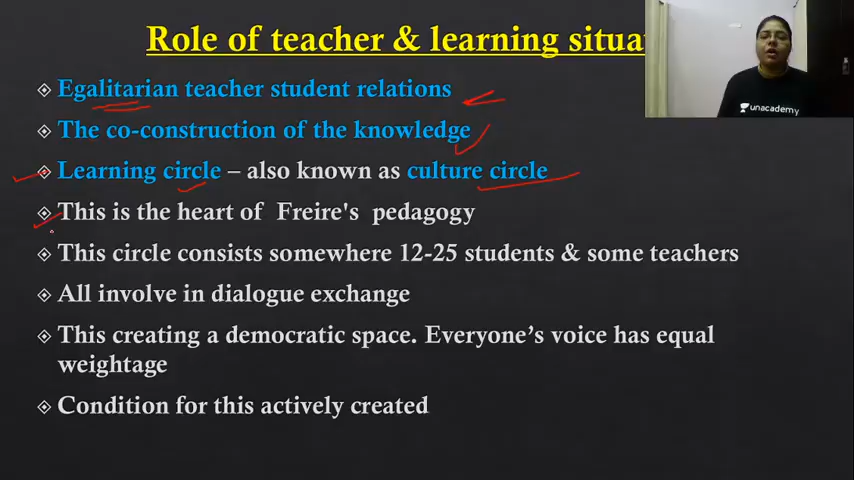 Role of teacher & learning situa
Egalitarian teacher student relations
The co-construction of the knowledge
Learning circle – also known as culture circle
This is the heart of Freire's pedagogy
This circle consists somewhere 12-25 students & some teachers
All involve in dialogue exchange
This creating a democratic space. Everyone's voice has equal
weightage
Condition for this actively created
unacademy